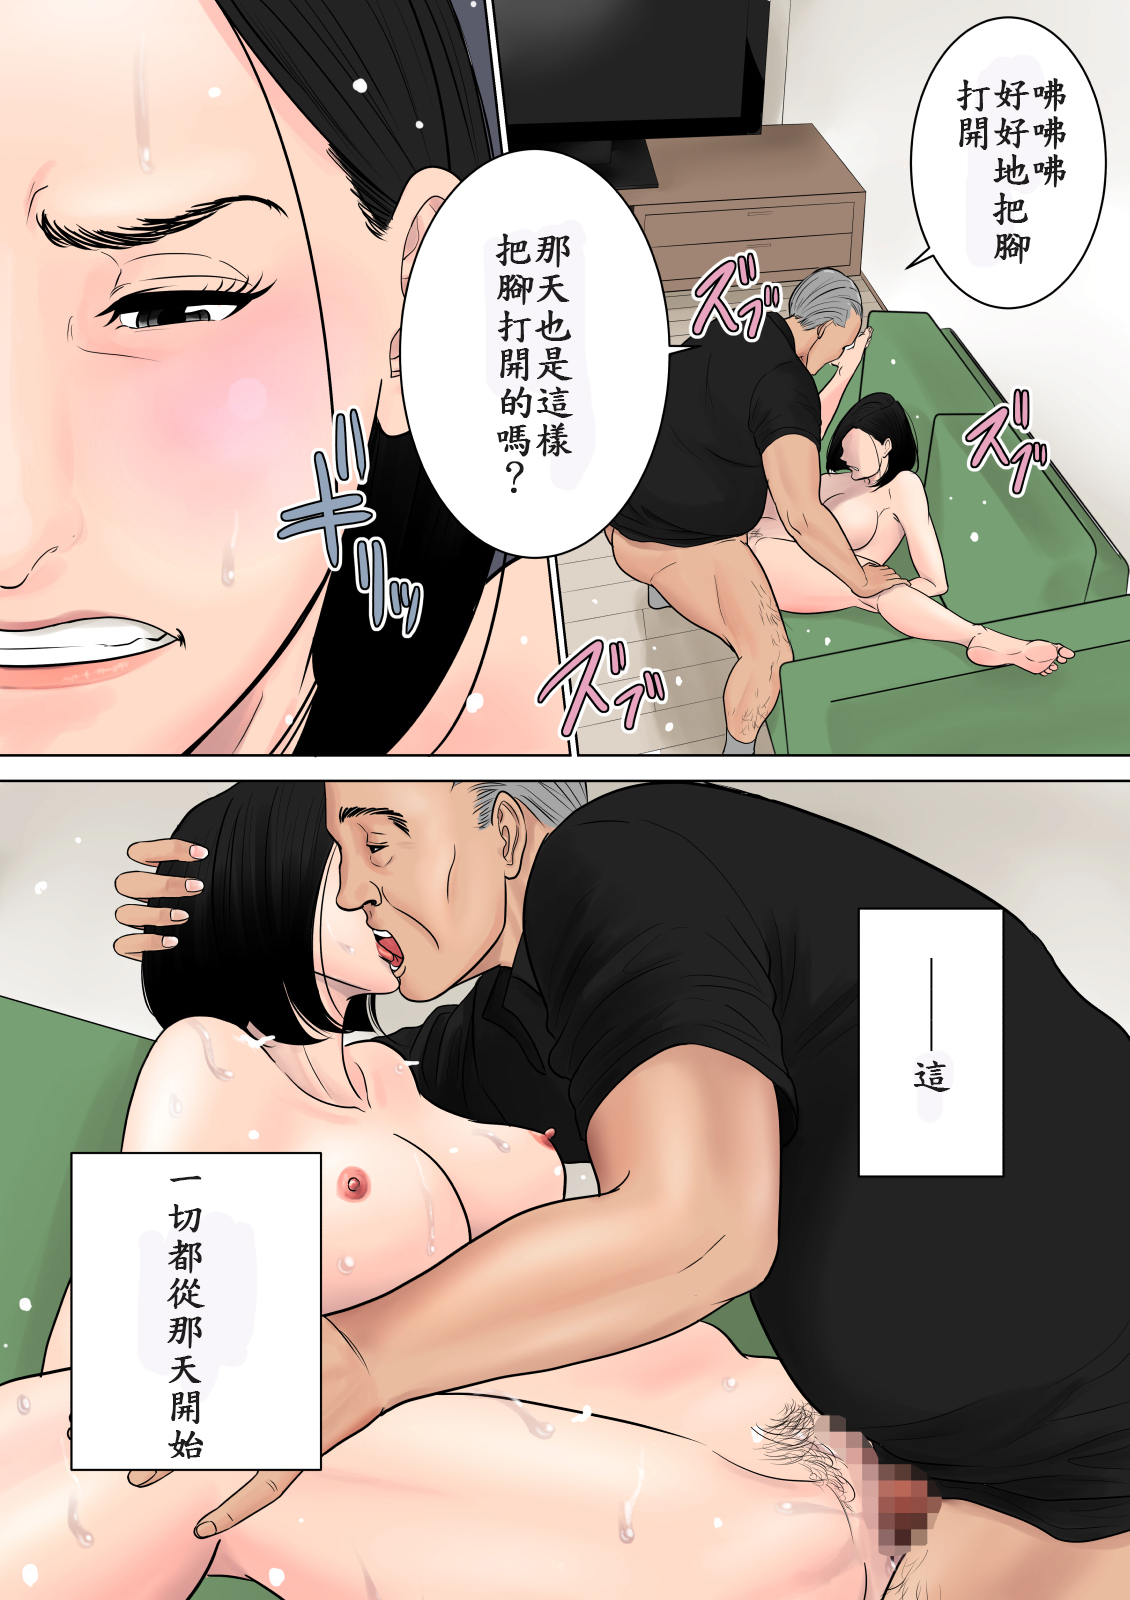 咈咈咈
好好地把腳
打開
那天也是這樣
把腳打開的嗎？
ズブ
ズブ
ズブ
ギリッ
——這
一切都從那天開始